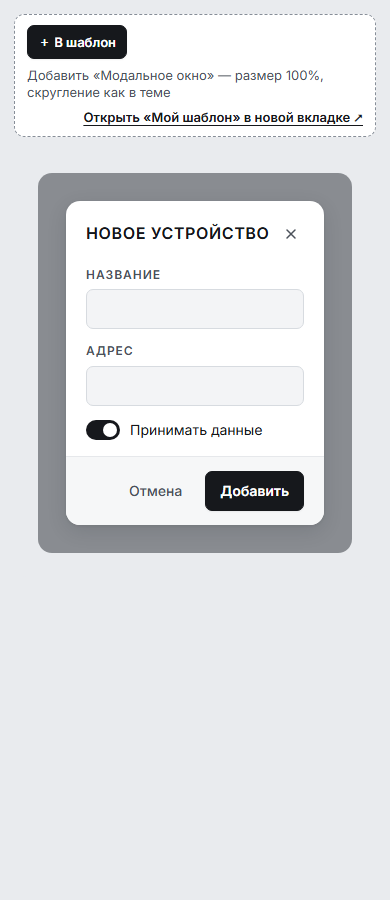 + В шаблон
Добавить «Модальное окно» — размер 100%,
скругление как в теме
Открыть «Мой шаблон» в новой вкладке ↗
НОВОЕ УСТРОЙСТВО ×
НАЗВАНИЕ
АДРЕС
Принимать данные
Отмена Добавить